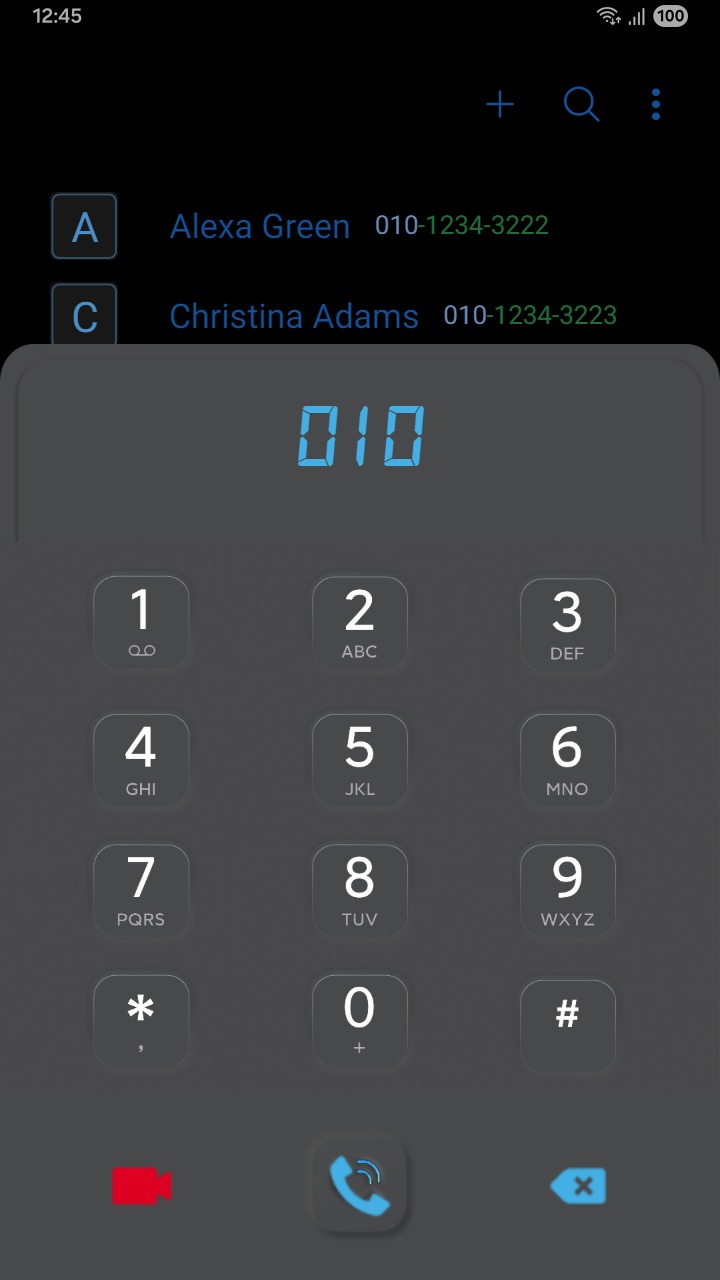 12:45 100
A Alexa Green 010-1234-3222
C Christina Adams 010-1234-3223
010
1 2 3
ABC DEF
4 5 6
GHI JKL MNO
7 8 9
PQRS TUV WXYZ
* 0 #
, +